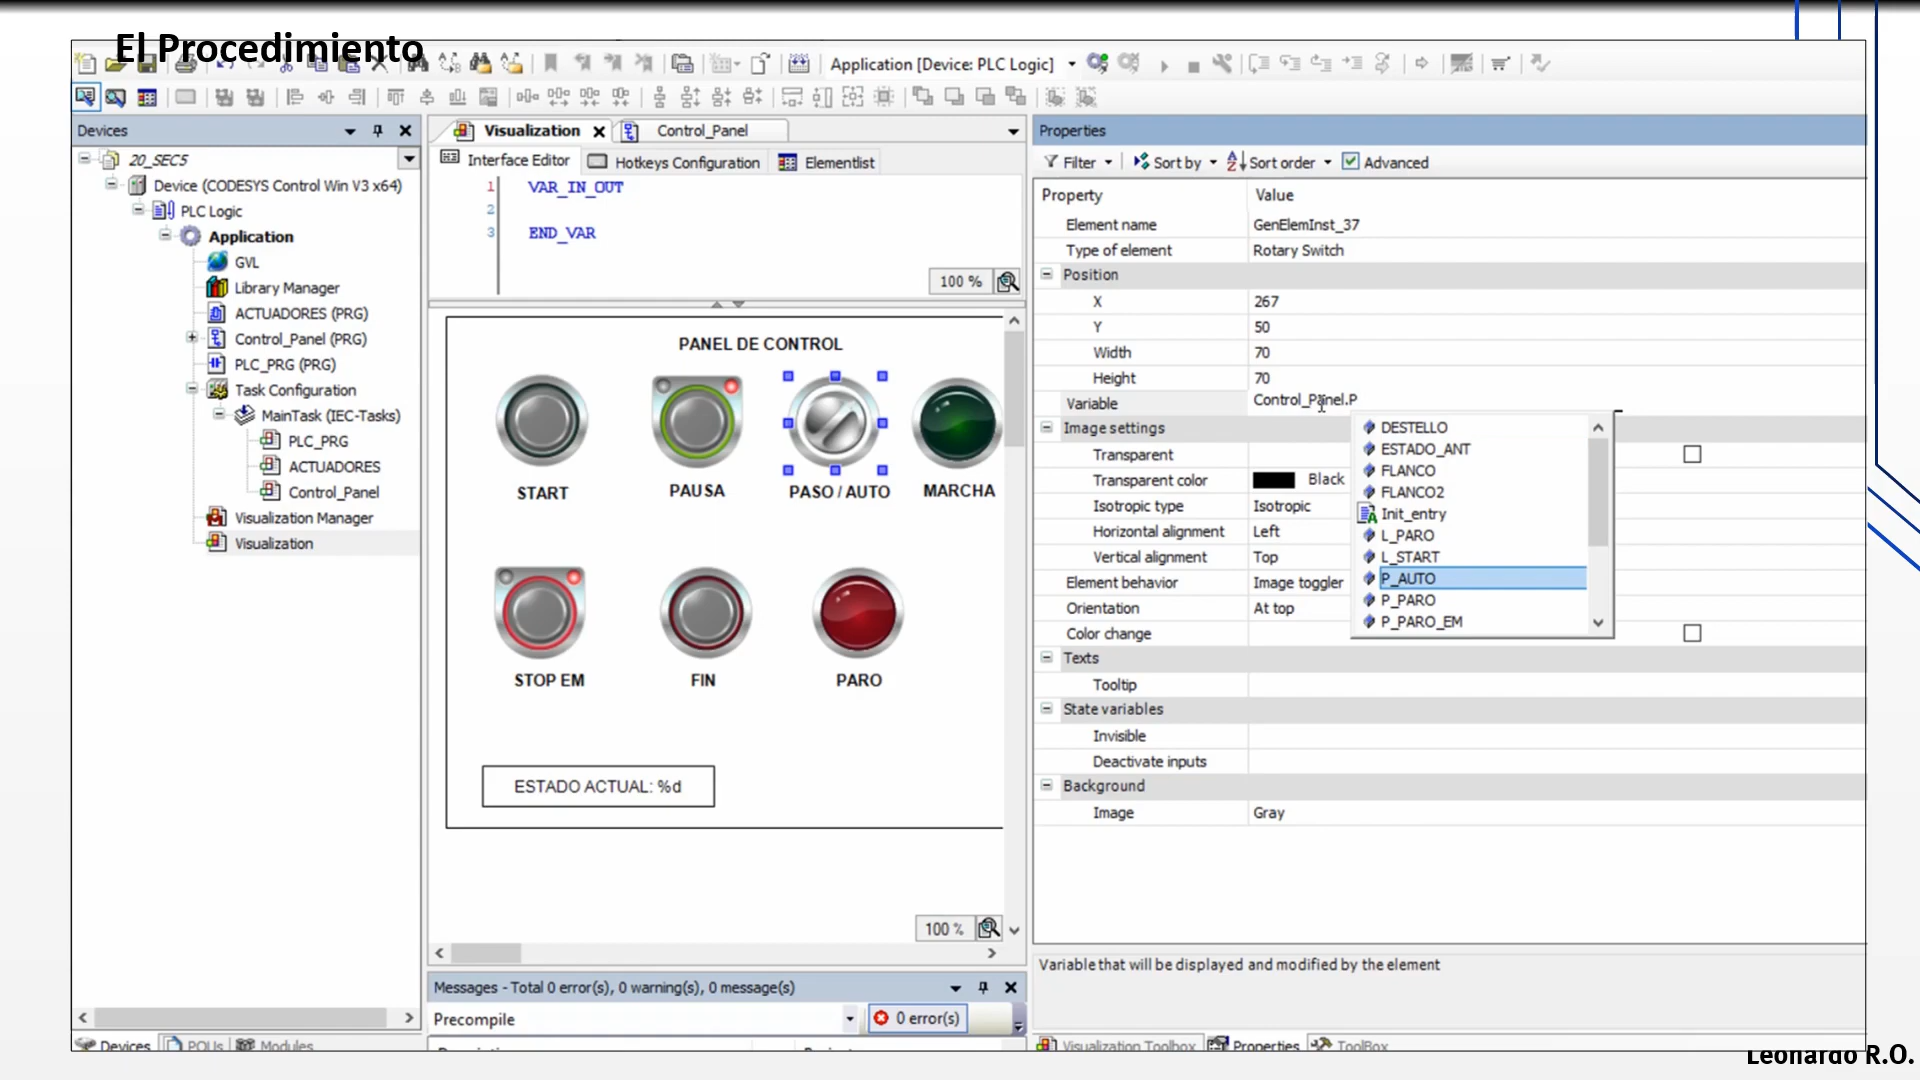 El Procedimiento
Application [Device: PLC Logic]
Devices
20_SEC5
Device (CODESYS Control Win V3 x64)
PLC Logic
Application
GVL
Library Manager
ACTUADORES (PRG)
Control_Panel (PRG)
PLC_PRG (PRG)
Task Configuration
MainTask (IEC-Tasks)
PLC_PRG
ACTUADORES
Control_Panel
Visualization Manager
Visualization
Devices
POUs
Modules
Visualization
Control_Panel
Interface Editor
Hotkeys Configuration
Elementlist
1 VAR_IN_OUT
2
3 END_VAR
100 %
PANEL DE CONTROL
START
PAUSA
PASO / AUTO
MARCHA
STOP EM
FIN
PARO
ESTADO ACTUAL: %d
100 %
Messages - Total 0 error(s), 0 warning(s), 0 message(s)
Precompile
0 error(s)
Properties
Filter
Sort by
Sort order
Advanced
Property Value
Element name GenElemInst_37
Type of element Rotary Switch
Position
X 267
Y 50
Width 70
Height 70
Variable Control_Panel.P
Image settings
Transparent
Transparent color Black
Isotropic type Isotropic
Horizontal alignment Left
Vertical alignment Top
Element behavior Image toggler
Orientation At top
Color change
Texts
Tooltip
State variables
Invisible
Deactivate inputs
Background
Image Gray
DESTELLO
ESTADO_ANT
FLANCO
FLANCO2
Init_entry
L_PARO
L_START
P_AUTO
P_PARO
P_PARO_EM
Variable that will be displayed and modified by the element
Visualization Toolbox
Properties
ToolBox
Leonardo R.O.